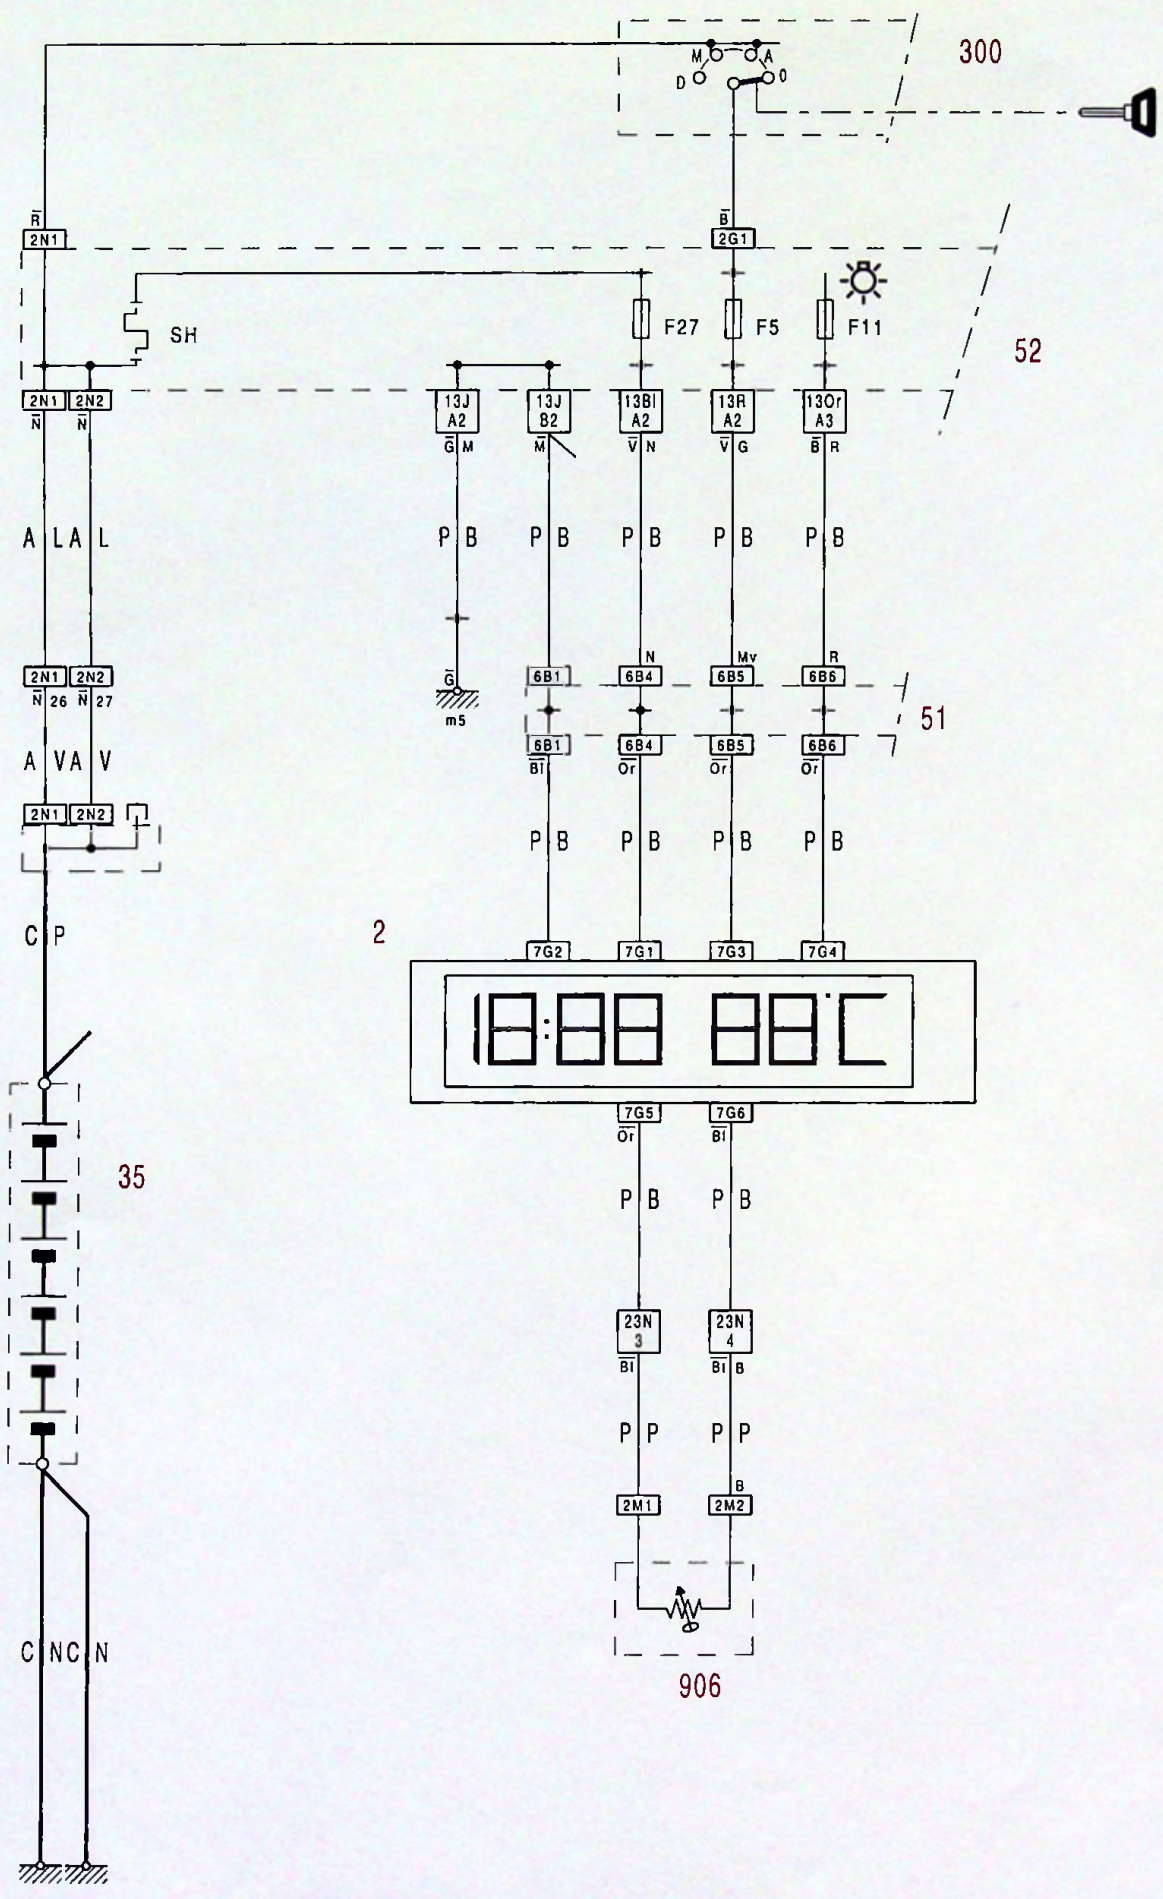 300
M A
D 0
R
2N1
B
2G1
SH
F27 F5 F11
52
2N1 2N2
N N
13J A2
13J B2
13Bl A2
13R A2
13Or A3
G M M V N V G B R
A L A L
P B P B P B P B P B
N Mv R
2N1 2N2
6B1 6B4 6B5 6B6
N 26 N 27
G
m5
51
6B1 6B4 6B5 6B6
Bl Or Or Or
A V A V
2N1 2N2
P B P B P B P B
C P
2
7G2 7G1 7G3 7G4
18:88 88°C
7G5 7G6
Or Bl
35
P B P B
23N 3
23N 4
Bl Bl B
P P P P
B
2M1 2M2
C N C N
906